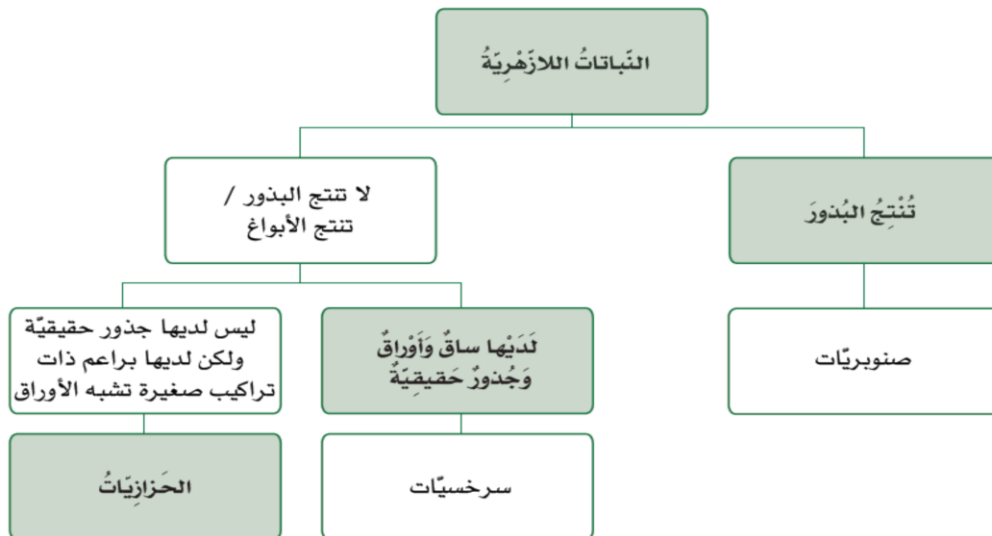 النّباتاتُ اللازّهْرِيّةُ
تُنْتِجُ البُذورَ
لا تنتج البذور /
تنتج الأبواغ
صنوبريّات
لَدَيْها ساقٌ وَأَوْراقٌ
وَجُذورٌ حَقيقِيّةٌ
ليس لديها جذور حقيقيّة
ولكن لديها براعم ذات
تراكيب صغيرة تشبه الأوراق
سرخسيّات
الحَزازِيّاتُ